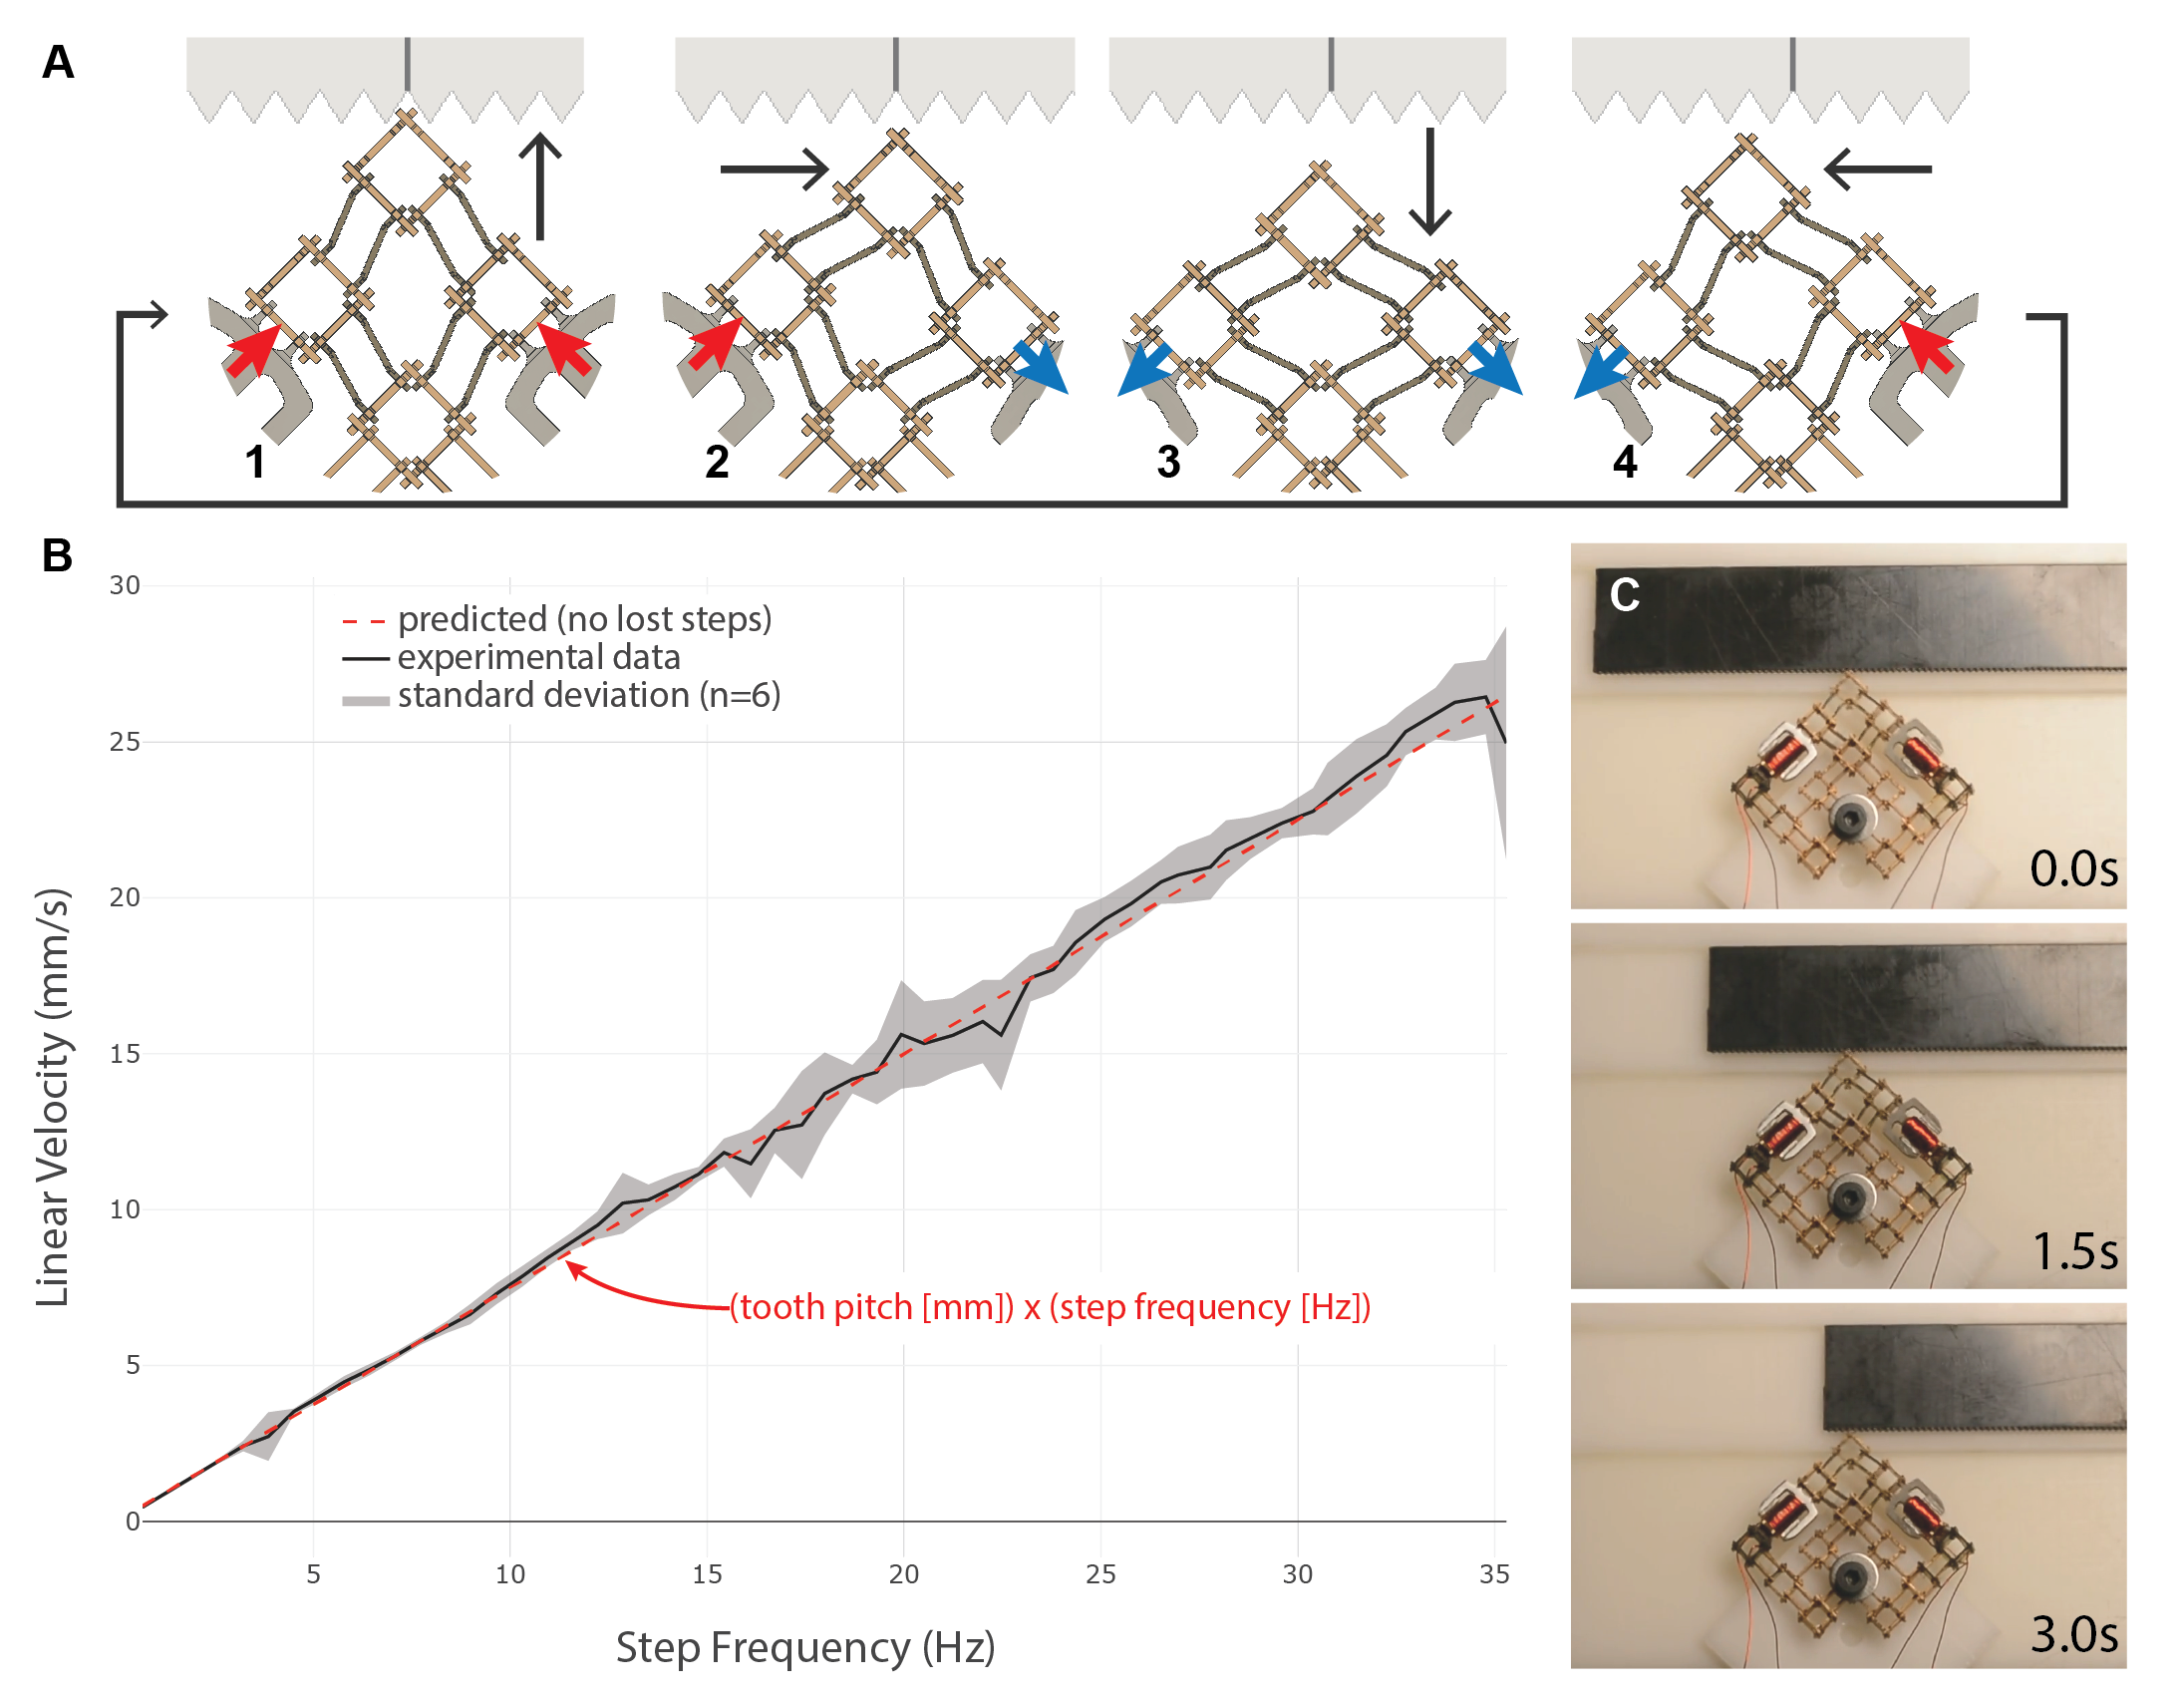 A
1
2
3
4
B
30
25
20
15
10
5
0
predicted (no lost steps)
experimental data
standard deviation (n=6)
(tooth pitch [mm]) x (step frequency [Hz])
Linear Velocity (mm/s)
5
10
15
20
25
30
35
Step Frequency (Hz)
C
0.0s
1.5s
3.0s